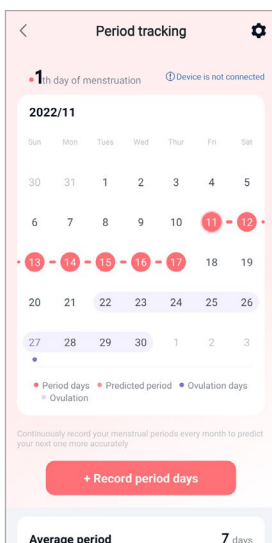 Period tracking
1th day of menstruation
Device is not connected
2022/11
Sun Mon Tues Wed Thur Fri Sat
30 31 1 2 3 4 5
6 7 8 9 10 11 12
13 14 15 16 17 18 19
20 21 22 23 24 25 26
27 28 29 30 1 2 3
Period days Predicted period Ovulation days
Ovulation
Continuously record your menstrual periods every month to predict
your next one more accurately
+ Record period days
Average period 7 days